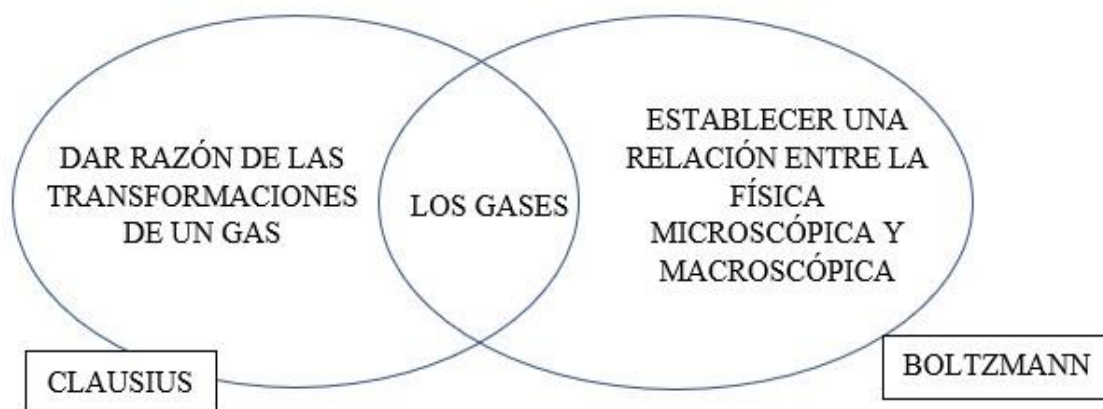 DAR RAZÓN DE LAS
TRANSFORMACIONES
DE UN GAS
LOS GASES
ESTABLECER UNA
RELACIÓN ENTRE LA
FÍSICA
MICROSCÓPICA Y
MACROSCÓPICA
CLAUSIUS
BOLTZMANN